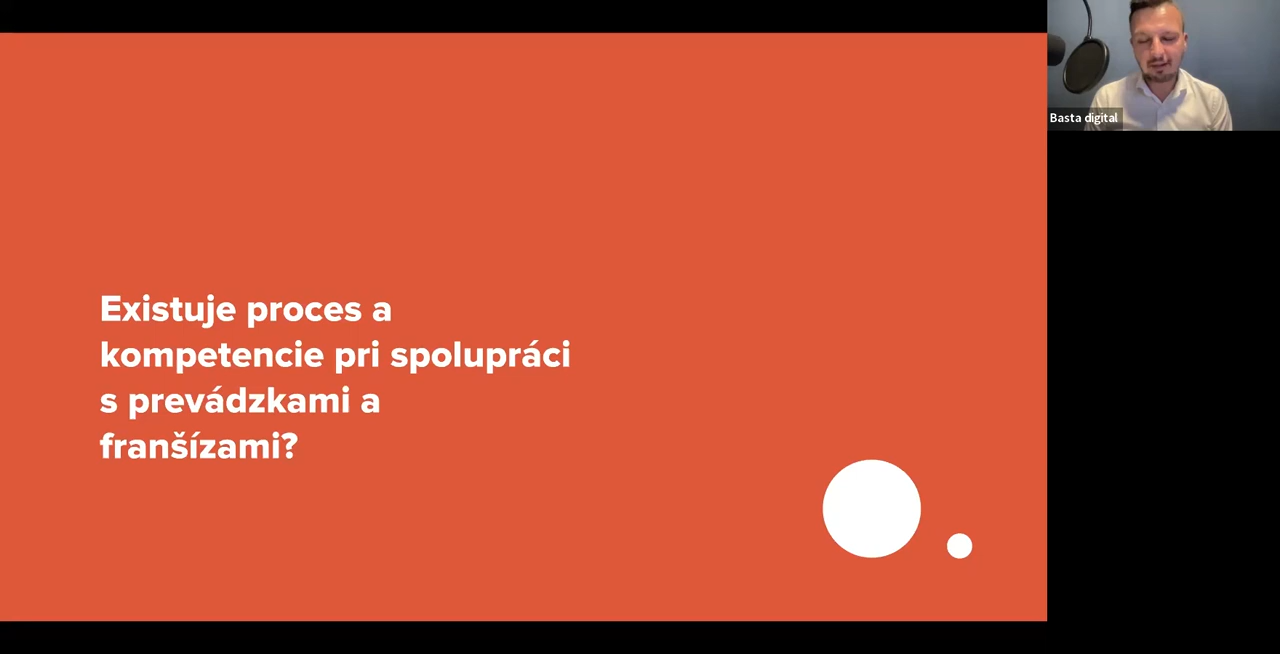 Existuje proces a
kompetencie pri spolupráci
s prevádzkami a
franšízami?
Basta digital